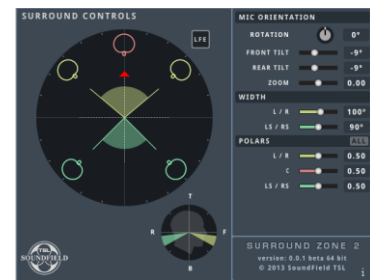 SURROUND CONTROLS
LFE
T
R
F
B
TSL
SOUNDFIELD
MIC ORIENTATION
ROTATION 0°
FRONT TILT -9°
REAR TILT -9°
ZOOM 0.00
WIDTH
L / R 100°
LS / RS 90°
POLARS ALL
L / R 0.50
C 0.50
LS / RS 0.50
SURROUND ZONE 2
version: 0.0.1 beta 64 bit
© 2013 SoundField TSL
i